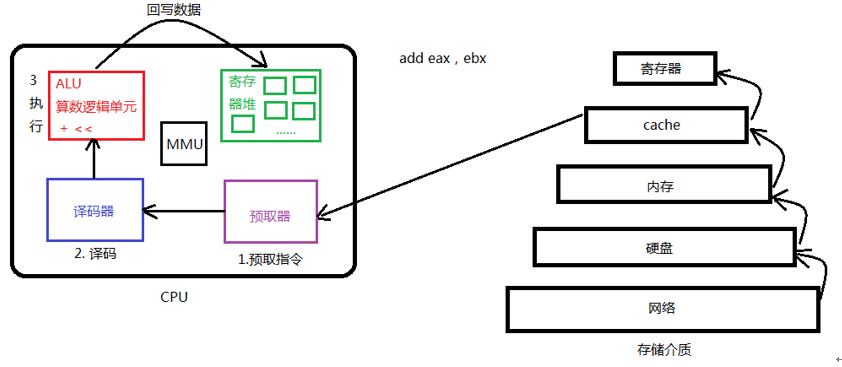 回写数据
add eax，ebx
3
执
行
ALU
算数逻辑单元
+ <<
寄存
器堆
......
MMU
译码器
2. 译码
预取器
1.预取指令
CPU
寄存器
cache
内存
硬盘
网络
存储介质